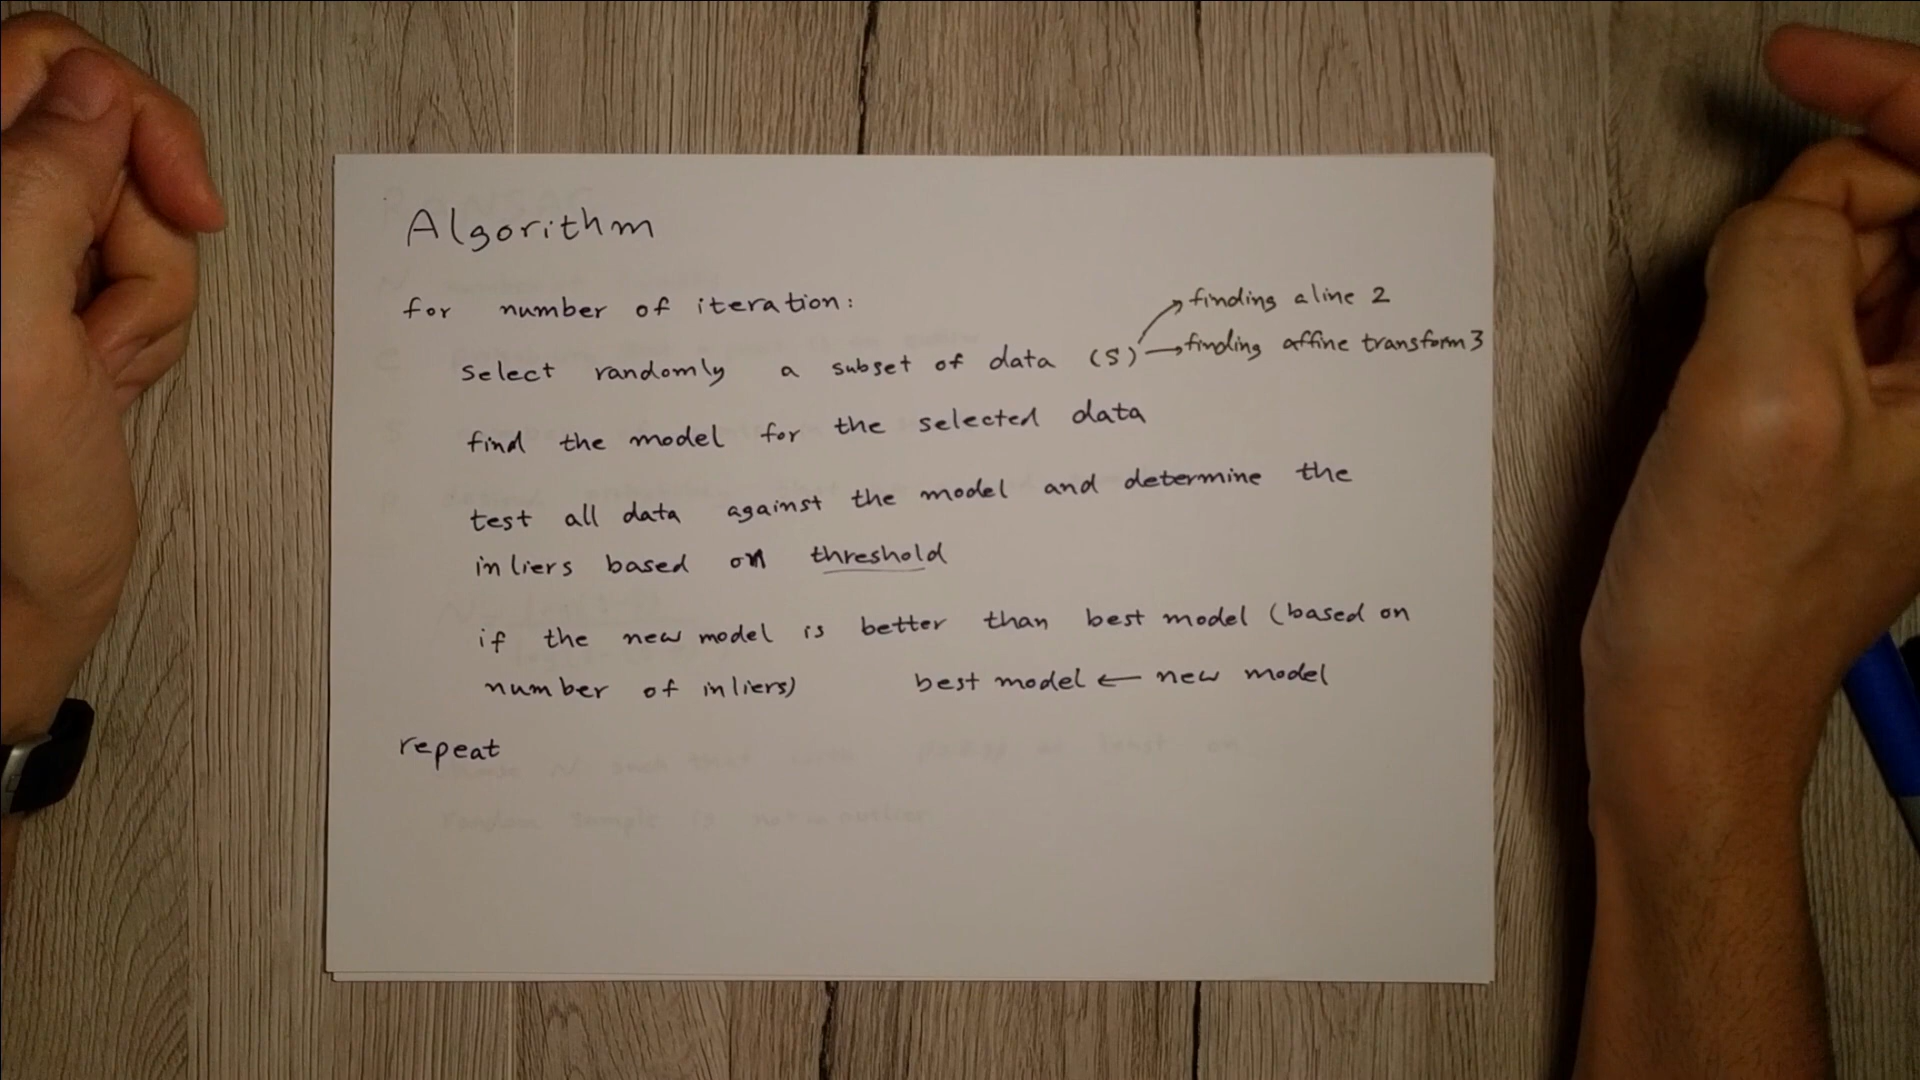 Algorithm
for number of iteration:
finding a line 2
select randomly a subset of data (S) → finding affine transform 3
find the model for the selected data
test all data against the model and determine the
inliers based on threshold
if the new model is better than best model (based on
number of inliers) best model ← new model
repeat